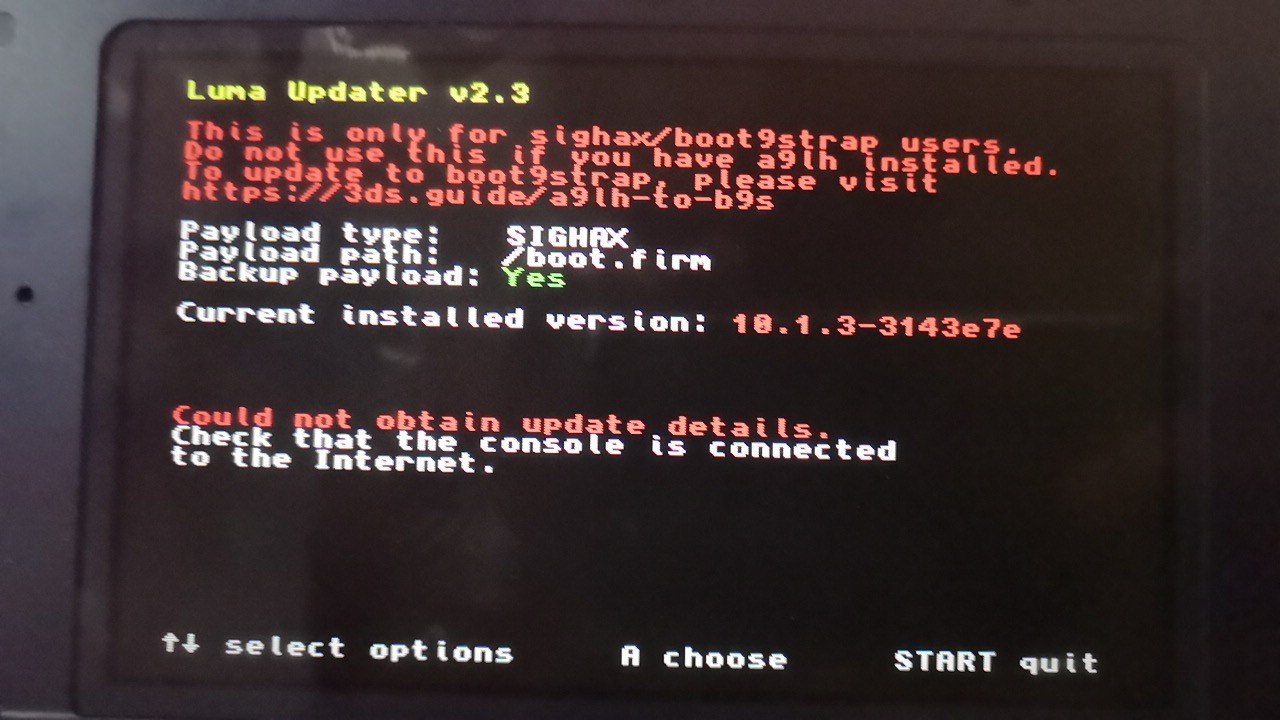 Luma Updater v2.3
This is only for sighax/boot9strap users.
Do not use this if you have a9lh installed.
To update to boot9strap, please visit
https://3ds.guide/a9lh-to-b9s
Payload type: SIGHAX
Payload path: /boot.firm
Backup payload: Yes
Current installed version: 10.1.3-3143e7e
Could not obtain update details.
Check that the console is connected
to the Internet.
↑↓ select options A choose START quit